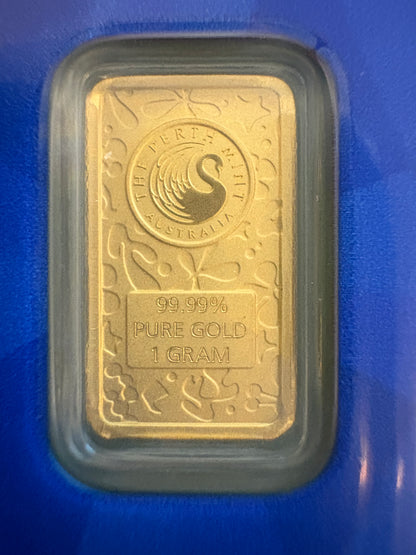 THE PERTH MINT
AUSTRALIA
99.99%
PURE GOLD
1 GRAM